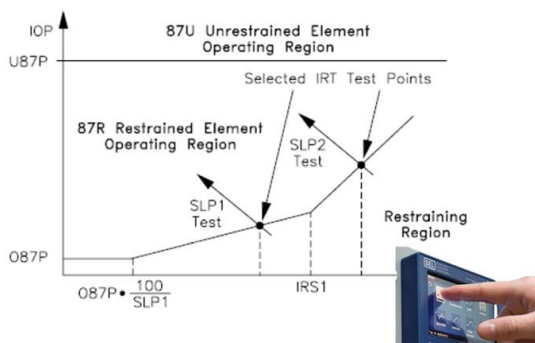 IOP
87U Unrestrained Element
Operating Region
U87P
Selected IRT Test Points
87R Restrained Element
Operating Region
SLP2
Test
SLP1
Test
Restraining
Region
O87P
O87P • 100
SLP1
IRS1
SEL